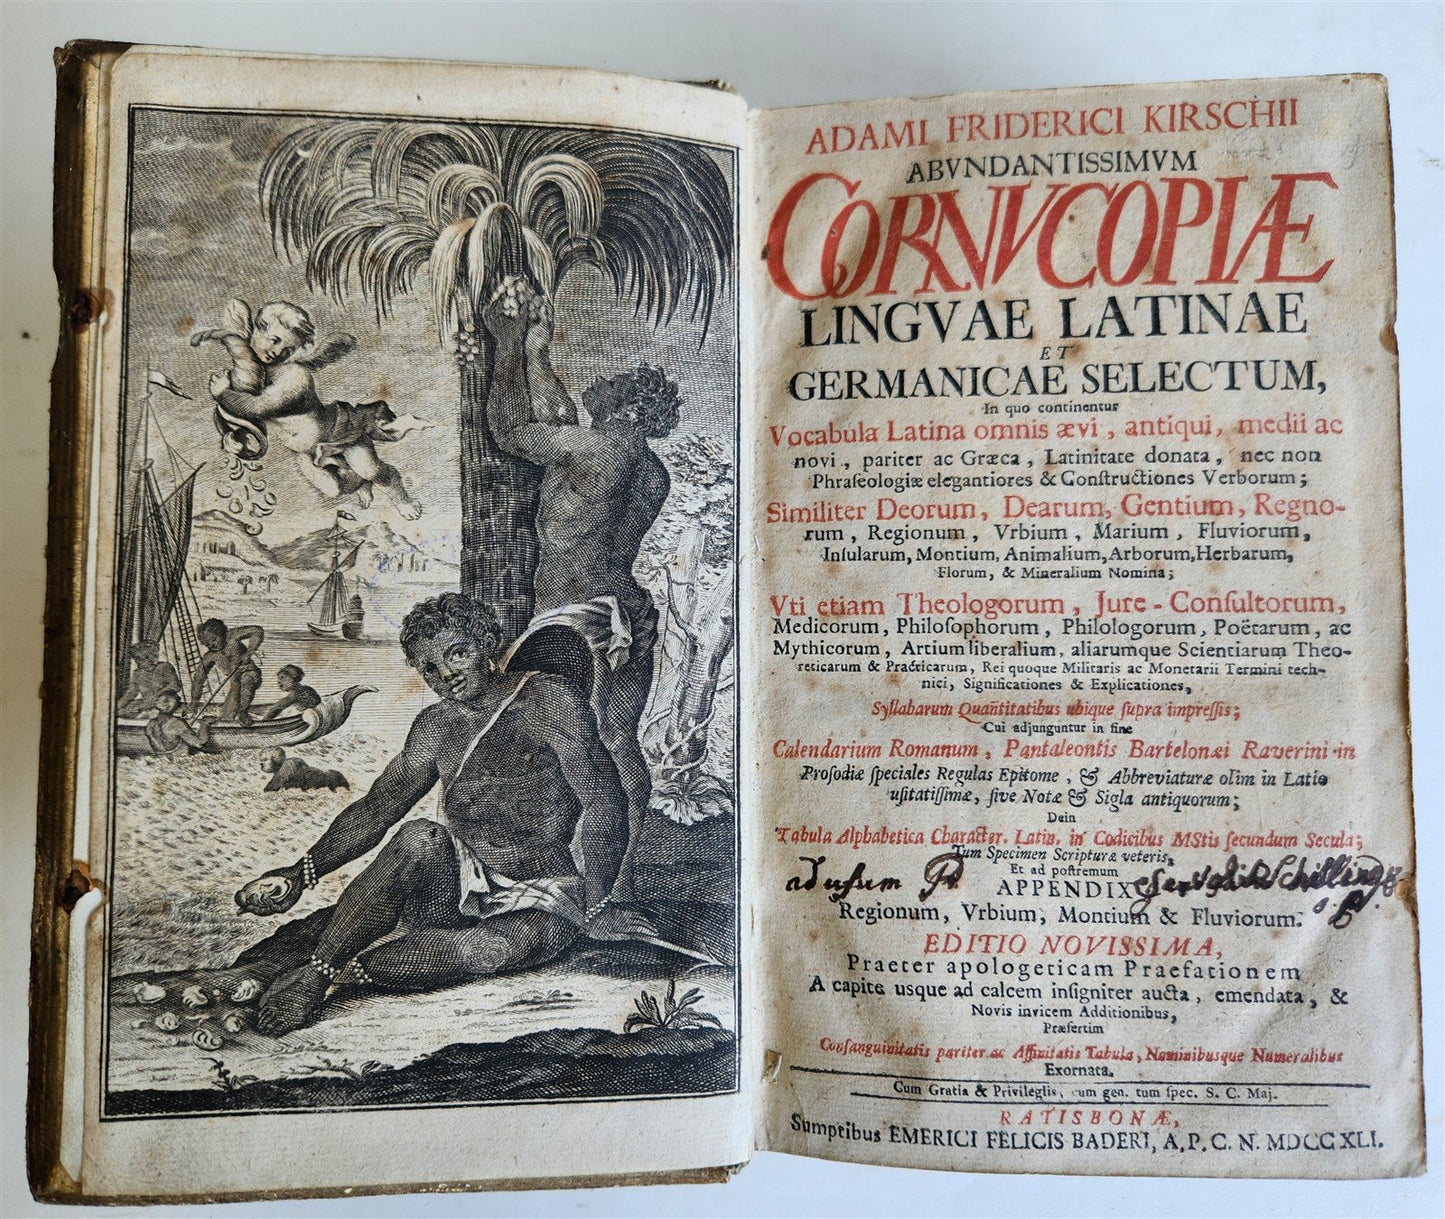 ADAMI FRIDERICI KIRSCHII
ABVNDANTISSIMVM
CORNVCOPIÆ
LINGVAE LATINAE
ET
GERMANICAE SELECTUM,
In quo continentur
Vocabula Latina omnis ævi, antiqui, medii ac
novi, pariter ac Græca, Latinitate donata, nec non
Phraſeologiæ elegantiores & Conſtructiones Verborum;
Similiter Deorum, Dearum, Gentium, Regno-
rum, Regionum, Vrbium, Marium, Fluviorum,
Inſularum, Montium, Animalium, Arborum, Herbarum,
Florum, & Mineralium Nomina;
Vti etiam Theologorum, Jure-Conſultorum,
Medicorum, Philoſophorum, Philologorum, Poëtarum, ac
Mythicorum, Artium liberalium, aliarumque Scientiarum Theo-
reticarum & Practicarum, Rei quoque Militaris ac Monetarii Termini tech-
nici, Significationes & Explicationes,
Syllabarum Quantitatibus ubique ſupra impreſſis;
Cui adjunguntur in fine
Calendarium Romanum, Pantaleontis Bartelonæi Raverini in
Proſodiæ ſpeciales Regulas Epitome, & Abbreviaturæ olim in Latio
uſitatiſſimæ, ſive Notæ & Sigla antiquorum;
Dein
Tabula Alphabetica Character. Latin. in Codicibus MStis ſecundum Secula;
Tum Specimen Scripturæ veteris,
Et ad poſtremum
APPENDIX
ad usum P.
Schilling
Regionum, Vrbium, Montium & Fluviorum.
EDITIO NOVISSIMA,
Praeter apologeticam Praefationem
A capite usque ad calcem inſigniter aucta, emendata, &
Novis invicem Additionibus,
Præſertim
Conſanguinitatis pariter ac Affinitatis Tabula, Nominibusque Numeralibus
Exornata.
Cum Gratia & Privilegiis, cum gen. tum ſpec. S. C. Maj.
RATISBONÆ,
Sumptibus EMERICI FELICIS BADERI, A.P.C.N. MDCCXLI.